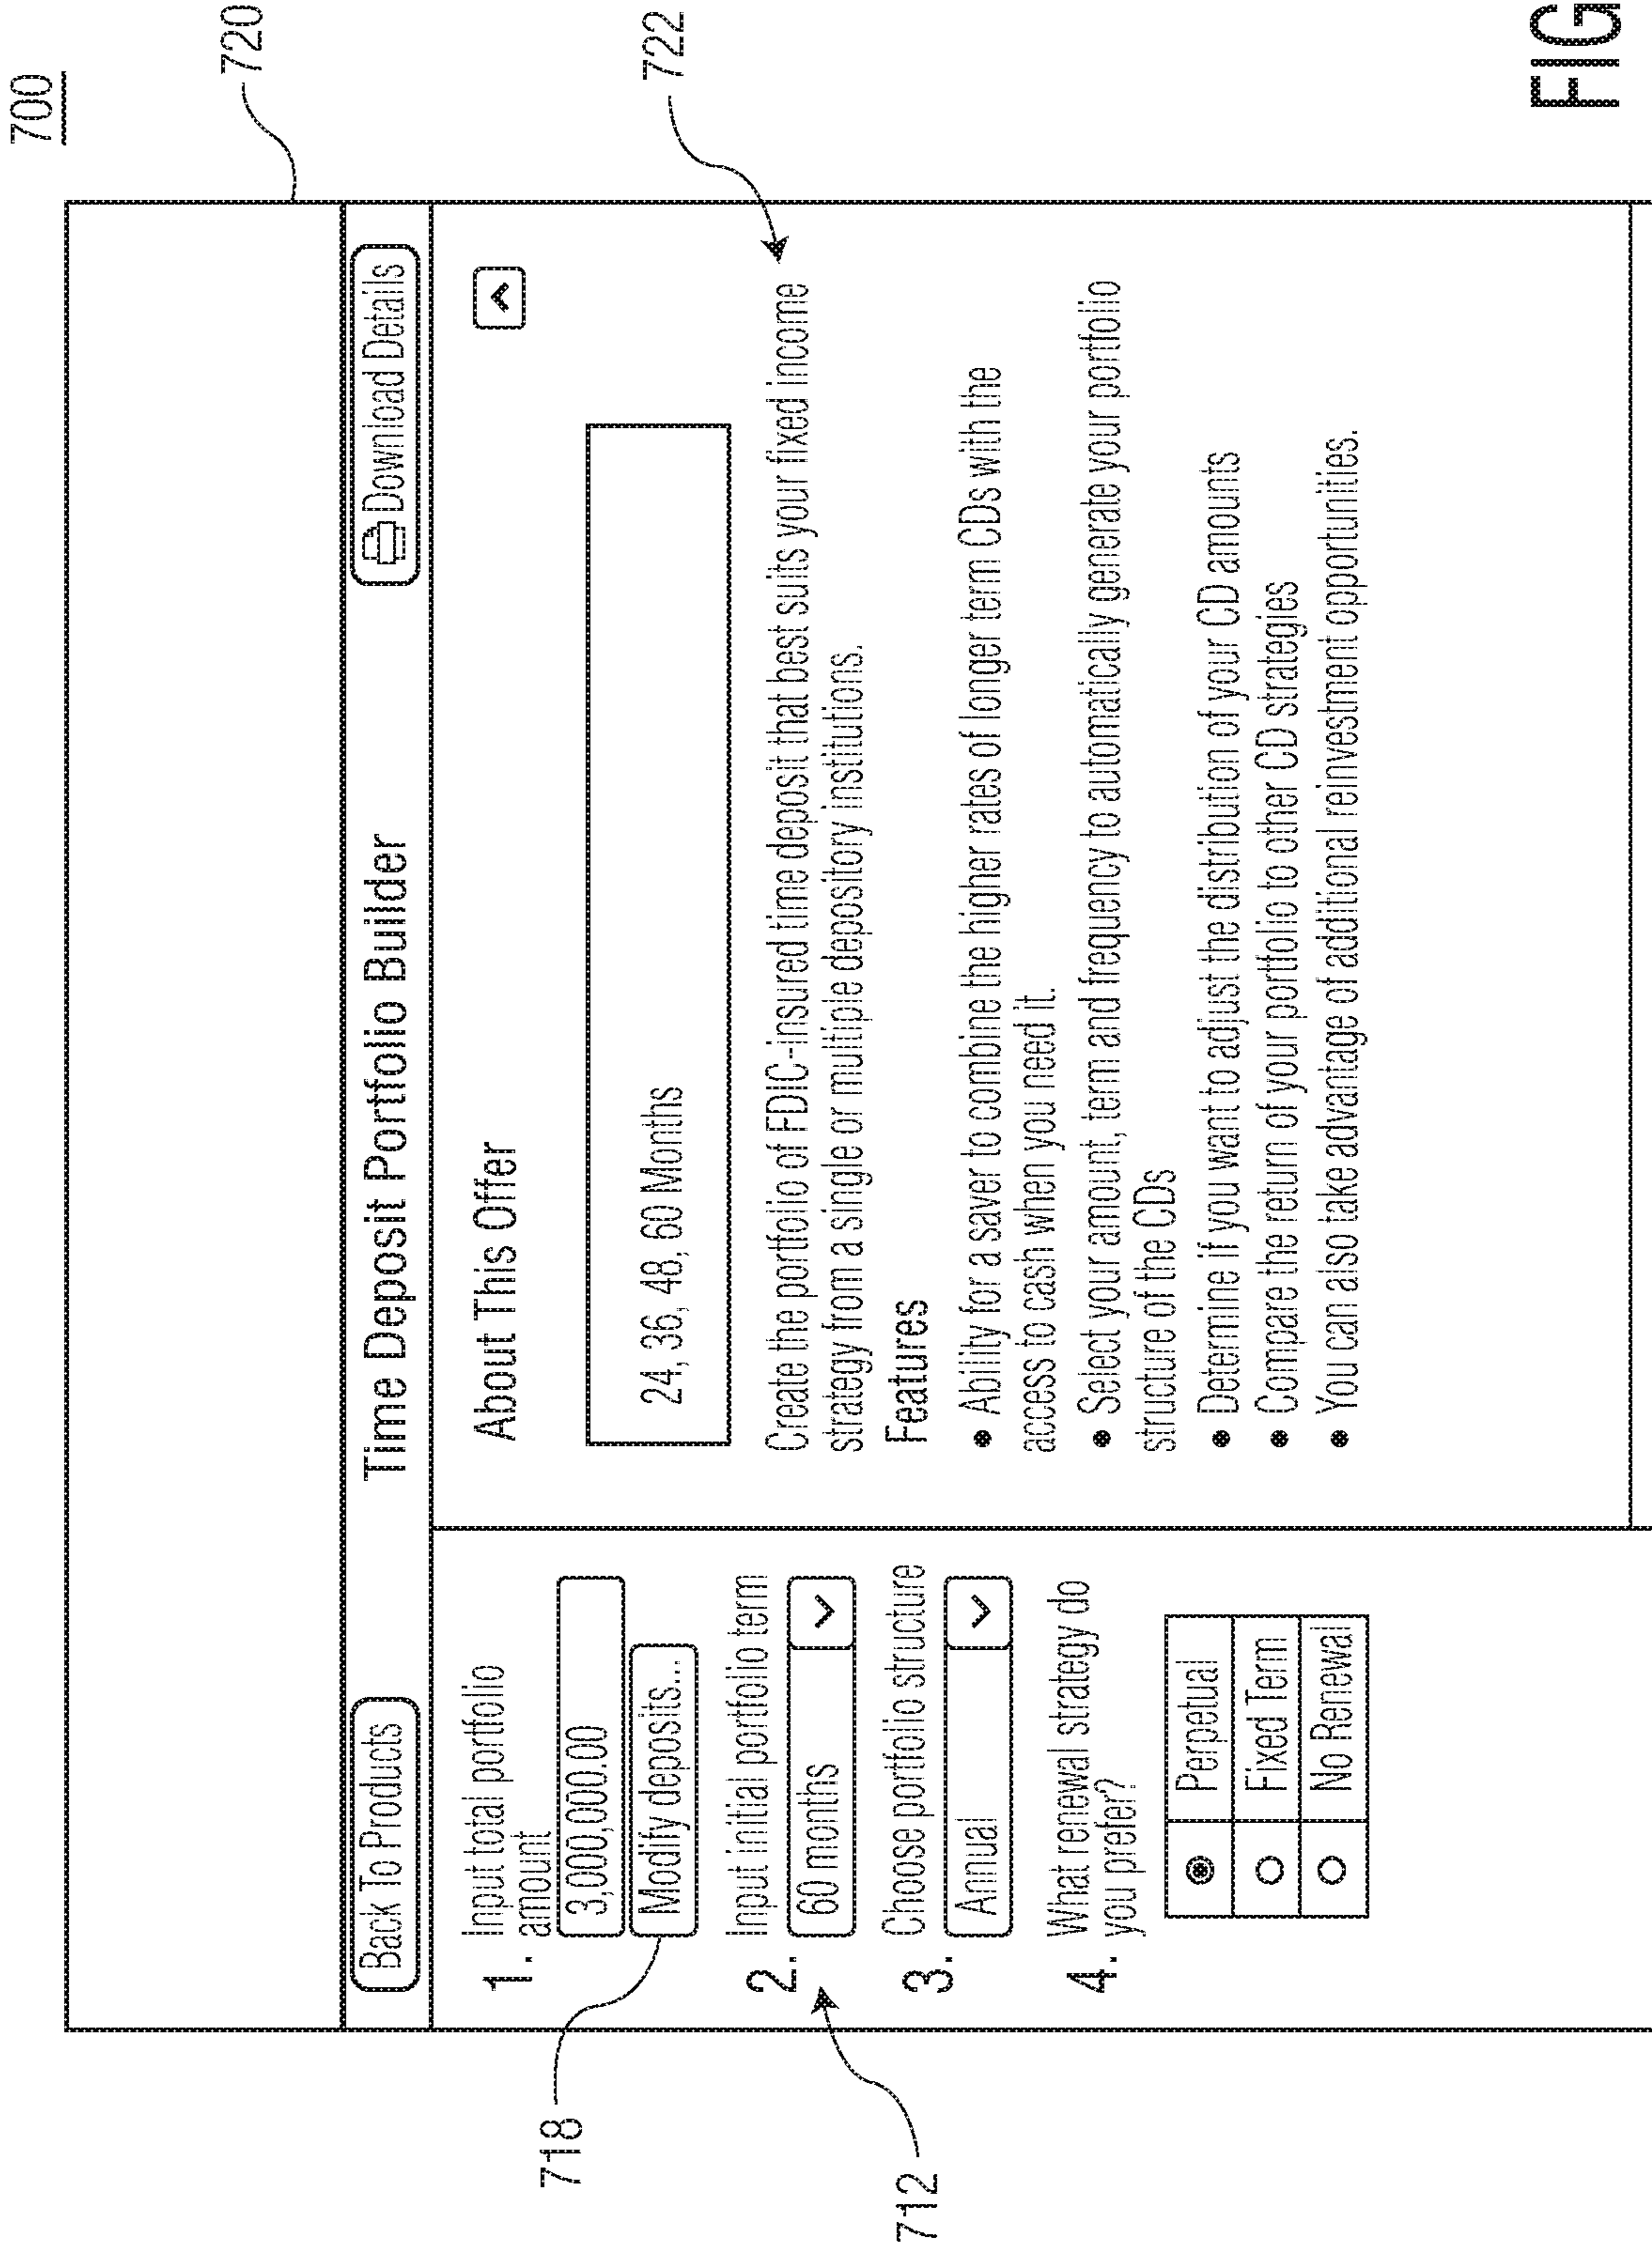 700
720
Back To Products
Time Deposit Portfolio Builder
Download Details
1. Input total portfolio
amount
3,000,000.00
Modify deposits...
718
2. Input initial portfolio term
60 months
712
3. Choose portfolio structure
Annual
4. What renewal strategy do
you prefer?
Perpetual
Fixed Term
No Renewal
About This Offer
24, 36, 48, 60 Months
722
Create the portfolio of FDIC-insured time deposit that best suits your fixed income
strategy from a single or multiple depository institutions.
Features
• Ability for a saver to combine the higher rates of longer term CDs with the
access to cash when you need it.
• Select your amount, term and frequency to automatically generate your portfolio
structure of the CDs
• Determine if you want to adjust the distribution of your CD amounts
• Compare the return of your portfolio to other CD strategies
• You can also take advantage of additional reinvestment opportunities.
FIG